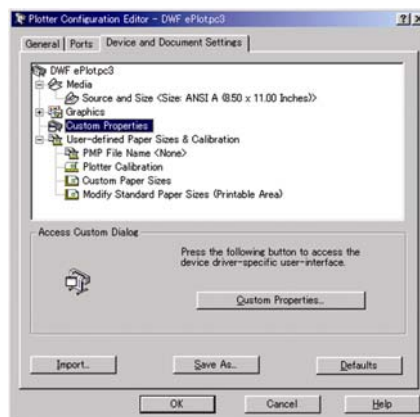 Plotter Configuration Editor - DWF ePlot.pc3
General Ports Device and Document Settings
DWF ePlot.pc3
Media
Source and Size <Size: ANSI A (8.50 x 11.00 Inches)>
Graphics
Custom Properties
User-defined Paper Sizes & Calibration
PMP File Name <None>
Plotter Calibration
Custom Paper Sizes
Modify Standard Paper Sizes (Printable Area)
Access Custom Dialog
Press the following button to access the
device driver-specific user-interface.
Custom Properties...
Import... Save As... Defaults
OK Cancel Help